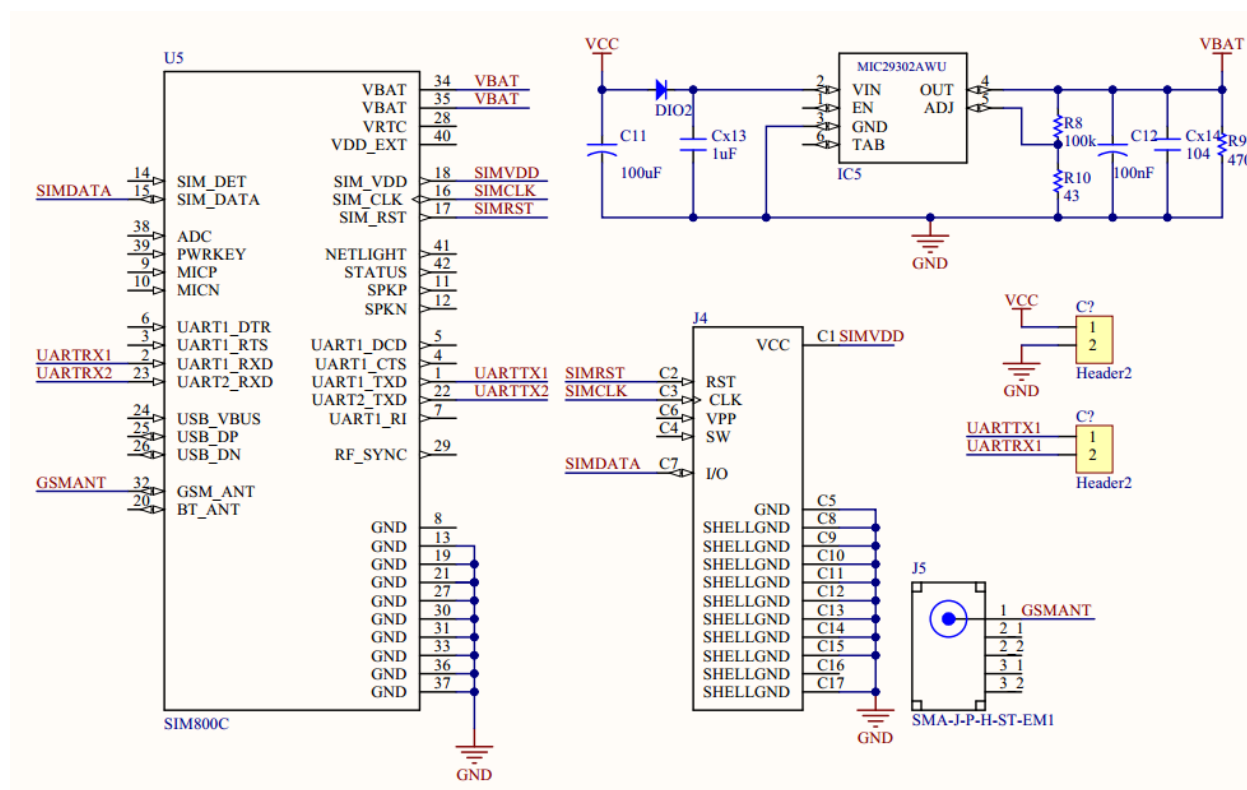 U5
VBAT 34 VBAT
VBAT 35 VBAT
VRTC 28
VDD_EXT 40
14 SIM_DET
SIMDATA 15 SIM_DATA
SIM_VDD 18 SIMVDD
SIM_CLK 16 SIMCLK
SIM_RST 17 SIMRST
38 ADC
39 PWRKEY
9 MICP
10 MICN
NETLIGHT 41
STATUS 42
SPKP 11
SPKN 12
6 UART1_DTR
3 UART1_RTS
UARTRX1 2 UART1_RXD
UARTRX2 23 UART2_RXD
UART1_DCD 5
UART1_CTS 4
UART1_TXD 1 UARTTX1
UART2_TXD 22 UARTTX2
UART1_RI 7
24 USB_VBUS
25 USB_DP
26 USB_DN
RF_SYNC 29
GSMANT 32 GSM_ANT
20 BT_ANT
GND 8
GND 13
GND 19
GND 21
GND 27
GND 30
GND 31
GND 33
GND 36
GND 37
SIM800C
GND
VCC
VBAT
MIC29302AWU
2 VIN OUT 4
1 EN ADJ 5
3 GND
6 TAB
IC5
DIO2
C11
100uF
Cx13
1uF
R8
100k
R10
43
C12
100nF
Cx14
104
R9
470
GND
J4
VCC C1 SIMVDD
SIMRST C2 RST
SIMCLK C3 CLK
C6 VPP
C4 SW
SIMDATA C7 I/O
GND C5
SHELLGND C8
SHELLGND C9
SHELLGND C10
SHELLGND C11
SHELLGND C12
SHELLGND C13
SHELLGND C14
SHELLGND C15
SHELLGND C16
SHELLGND C17
GND
VCC
C?
1
2
Header2
GND
C?
UARTTX1 1
UARTRX1 2
Header2
J5
1 GSMANT
2_1
2_2
3_1
3_2
SMA-J-P-H-ST-EM1